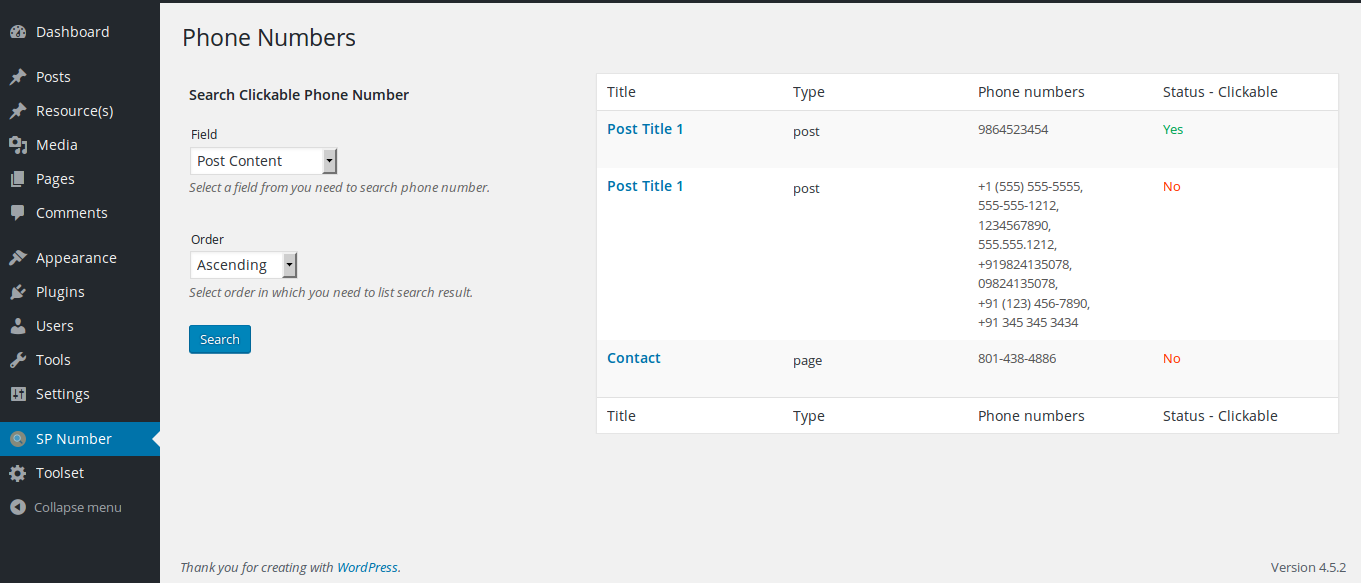 Dashboard
Posts
Resource(s)
Media
Pages
Comments
Appearance
Plugins
Users
Tools
Settings
SP Number
Toolset
Collapse menu
Phone Numbers
Search Clickable Phone Number
Field
Post Content
Select a field from you need to search phone number.
Order
Ascending
Select order in which you need to list search result.
Search
Title Type Phone numbers Status - Clickable
Post Title 1 post 9864523454 Yes
Post Title 1 post +1 (555) 555-5555, No
555-555-1212,
1234567890,
555.555.1212,
+919824135078,
09824135078,
+91 (123) 456-7890,
+91 345 345 3434
Contact page 801-438-4886 No
Title Type Phone numbers Status - Clickable
Thank you for creating with WordPress. Version 4.5.2